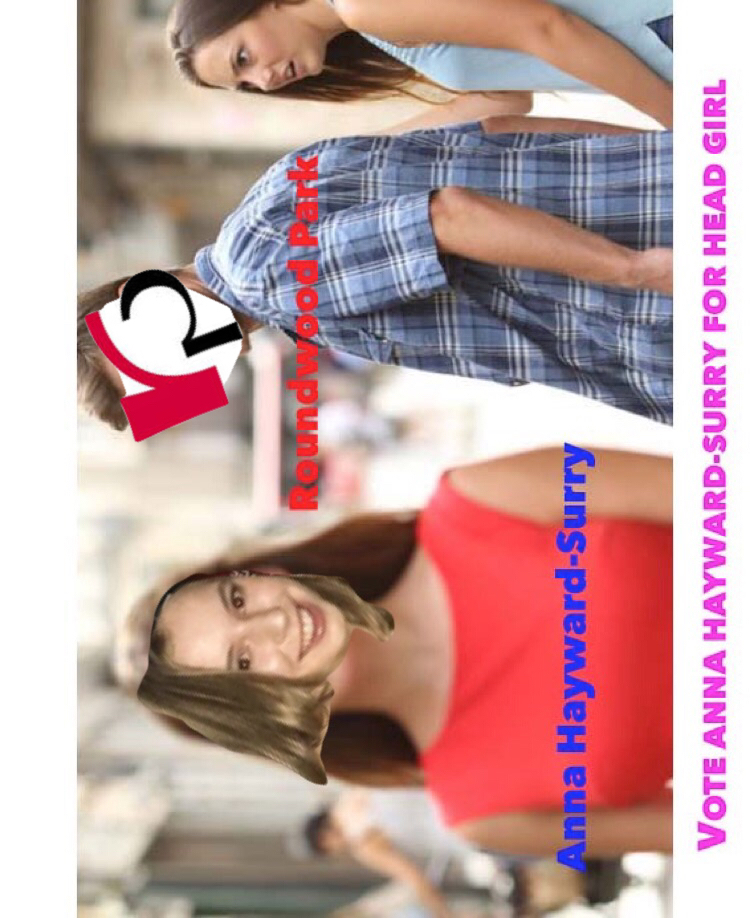 Roundwood Park
Anna Hayward-Surry
VOTE ANNA HAYWARD-SURRY FOR HEAD GIRL